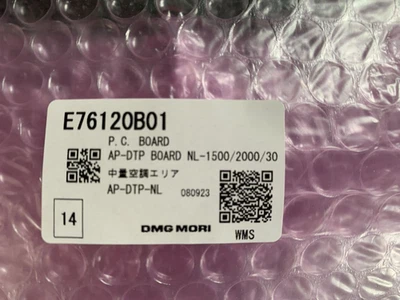 E76120B01
P.C. BOARD
AP-DTP BOARD NL-1500/2000/30
中量空調エリア
AP-DTP-NL 080923
14
DMG MORI
WMS